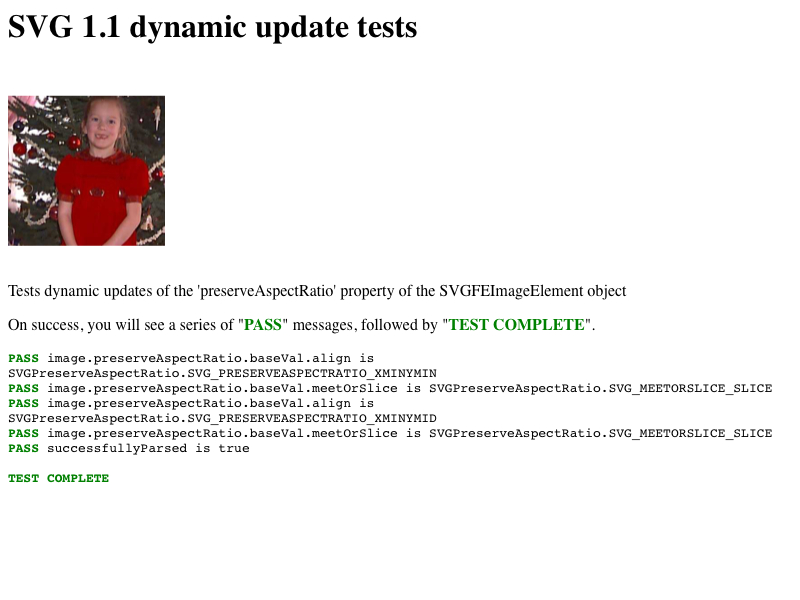 SVG 1.1 dynamic update tests
Tests dynamic updates of the 'preserveAspectRatio' property of the SVGFEImageElement object
On success, you will see a series of "PASS" messages, followed by "TEST COMPLETE".
PASS image.preserveAspectRatio.baseVal.align is
SVGPreserveAspectRatio.SVG_PRESERVEASPECTRATIO_XMINYMIN
PASS image.preserveAspectRatio.baseVal.meetOrSlice is SVGPreserveAspectRatio.SVG_MEETORSLICE_SLICE
PASS image.preserveAspectRatio.baseVal.align is
SVGPreserveAspectRatio.SVG_PRESERVEASPECTRATIO_XMINYMID
PASS image.preserveAspectRatio.baseVal.meetOrSlice is SVGPreserveAspectRatio.SVG_MEETORSLICE_SLICE
PASS successfullyParsed is true
TEST COMPLETE